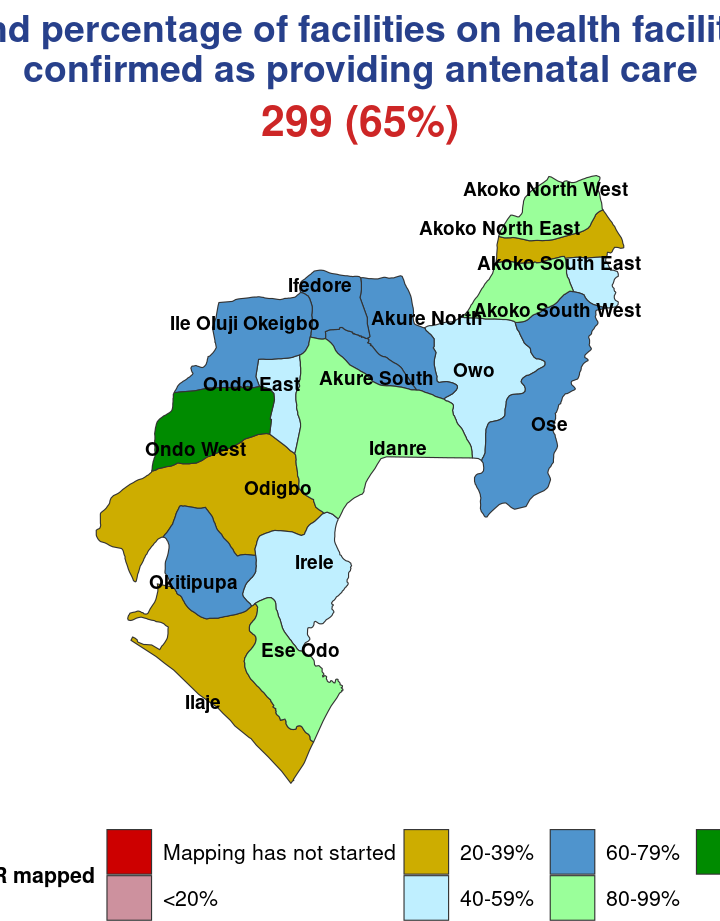 nd percentage of facilities on health facilit
confirmed as providing antenatal care
299 (65%)
Akoko North West
Akoko North East
Akoko South East
Ifedore
Akoko South West
Ile Oluji Okeigbo
Akure North
Owo
Ondo East
Akure South
Ose
Ondo West
Idanre
Odigbo
Irele
Okitipupa
Ese Odo
Ilaje
R mapped
Mapping has not started
20-39%
60-79%
<20%
40-59%
80-99%